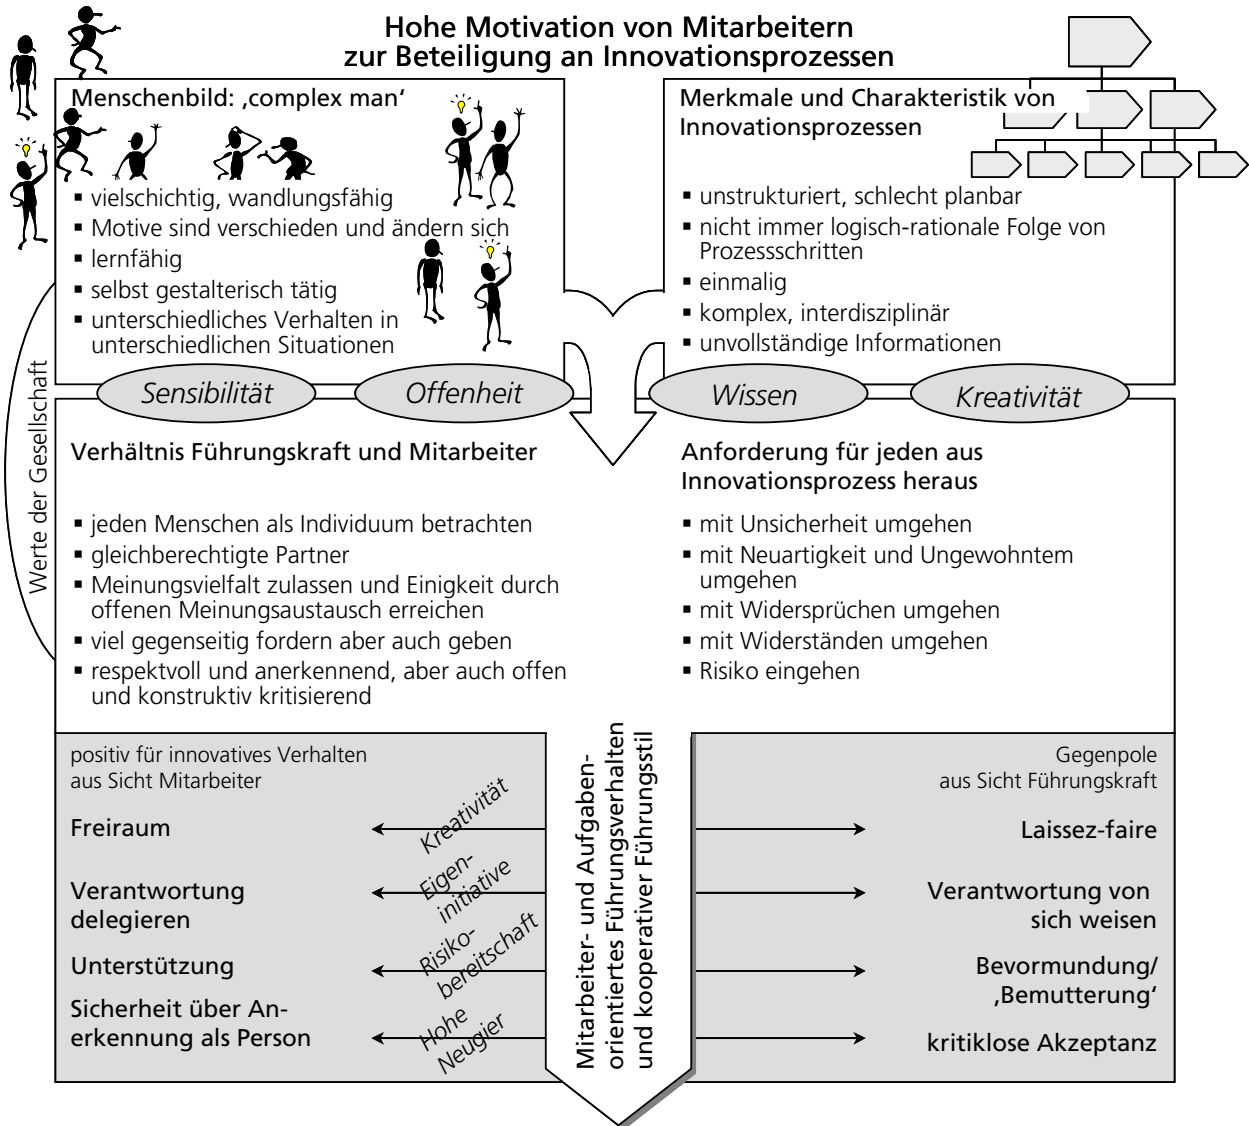 Hohe Motivation von Mitarbeitern
zur Beteiligung an Innovationsprozessen
Menschenbild: ‚complex man‘
▪ vielschichtig, wandlungsfähig
▪ Motive sind verschieden und ändern sich
▪ lernfähig
▪ selbst gestalterisch tätig
▪ unterschiedliches Verhalten in
unterschiedlichen Situationen
Merkmale und Charakteristik von
Innovationsprozessen
▪ unstrukturiert, schlecht planbar
▪ nicht immer logisch-rationale Folge von
Prozessschritten
▪ einmalig
▪ komplex, interdisziplinär
▪ unvollständige Informationen
Sensibilität
Offenheit
Wissen
Kreativität
Werte der Gesellschaft
Verhältnis Führungskraft und Mitarbeiter
▪ jeden Menschen als Individuum betrachten
▪ gleichberechtigte Partner
▪ Meinungsvielfalt zulassen und Einigkeit durch
offenen Meinungsaustausch erreichen
▪ viel gegenseitig fordern aber auch geben
▪ respektvoll und anerkennend, aber auch offen
und konstruktiv kritisierend
Anforderung für jeden aus
Innovationsprozess heraus
▪ mit Unsicherheit umgehen
▪ mit Neuartigkeit und Ungewohntem
umgehen
▪ mit Widersprüchen umgehen
▪ mit Widerständen umgehen
▪ Risiko eingehen
positiv für innovatives Verhalten
aus Sicht Mitarbeiter
Freiraum
Verantwortung
delegieren
Unterstützung
Sicherheit über An-
erkennung als Person
Kreativität
Eigen-
initiative
Risiko-
bereitschaft
Hohe
Neugier
Mitarbeiter- und Aufgaben-
orientiertes Führungsverhalten
und kooperativer Führungsstil
Gegenpole
aus Sicht Führungskraft
Laissez-faire
Verantwortung von
sich weisen
Bevormundung/
‚Bemutterung‘
kritiklose Akzeptanz